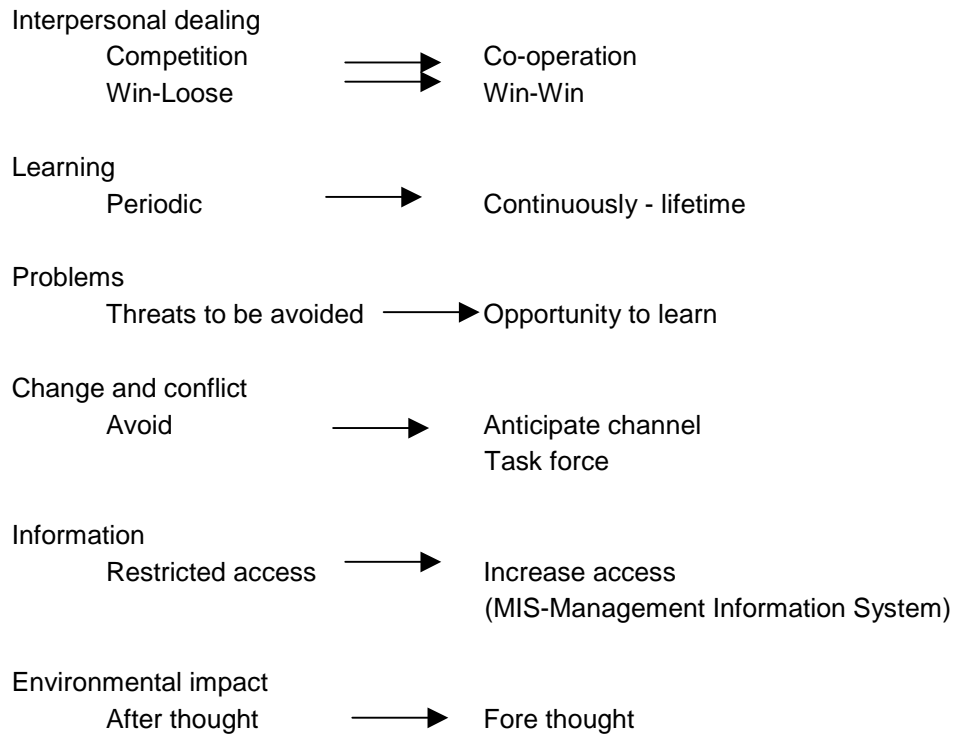 Interpersonal dealing
Competition Co-operation
Win-Loose Win-Win
Learning
Periodic Continuously - lifetime
Problems
Threats to be avoided Opportunity to learn
Change and conflict
Avoid Anticipate channel
Task force
Information
Restricted access Increase access
(MIS-Management Information System)
Environmental impact
After thought Fore thought